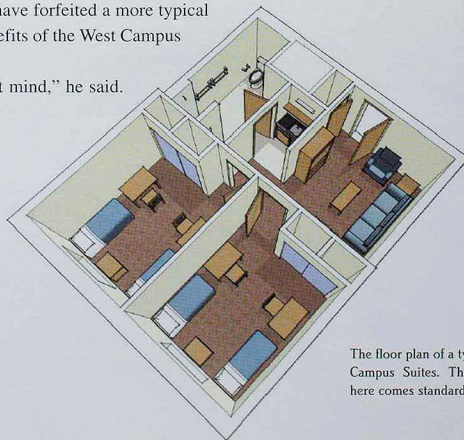 have forfeited a more typical
efits of the West Campus
t mind,” he said.
The floor plan of a ty
Campus Suites. Th
here comes standard